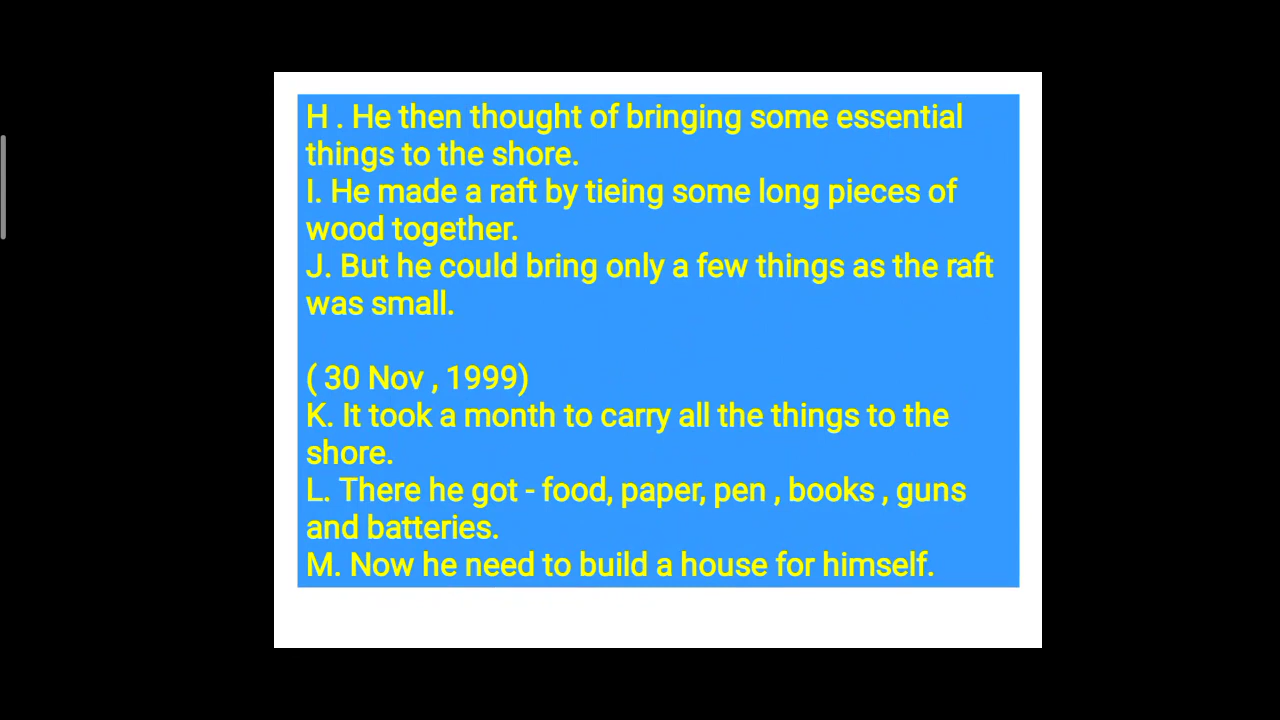 H . He then thought of bringing some essential
things to the shore.
I. He made a raft by tieing some long pieces of
wood together.
J. But he could bring only a few things as the raft
was small.
( 30 Nov , 1999)
K. It took a month to carry all the things to the
shore.
L. There he got - food, paper, pen , books , guns
and batteries.
M. Now he need to build a house for himself.